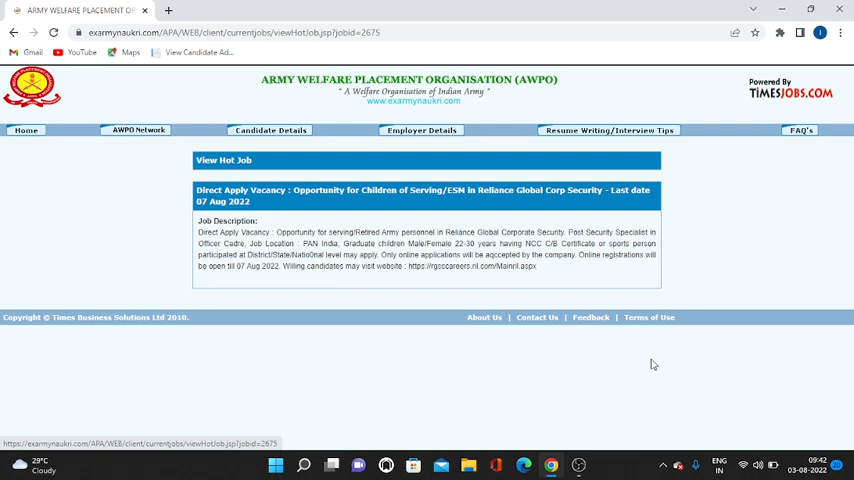 ARMY WELFARE PLACEMENT OR
exarmynaukri.com/APA/WEB/client/currentjobs/viewHotJob.jsp?jobid=2675
Gmail YouTube Maps View Candidate Ad...
ARMY WELFARE PLACEMENT ORGANISATION (AWPO)
" A Welfare Organisation of Indian Army "
www.exarmynaukri.com
Powered By
TIMESJOBS.COM
Home AWPO Network Candidate Details Employer Details Resume Writing/Interview Tips FAQ's
View Hot Job
Direct Apply Vacancy : Opportunity for Children of Serving/ESM in Reliance Global Corp Security - Last date
07 Aug 2022
Job Description:
Direct Apply Vacancy : Opportunity for serving/Retired Army personnel in Reliance Global Corporate Security. Post Security Specialist in
Officer Cadre, Job Location : PAN India, Graduate children Male/Female 22-30 years having NCC C/B Certificate or sports person
participated at District/State/Natio0nal level may apply. Only online applications will be aqccepted by the company. Online registrations will
be open till 07 Aug 2022. Willing candidates may visit website : https://rgsscareers.ril.com/Mainril.aspx
Copyright © Times Business Solutions Ltd 2010. About Us | Contact Us | Feedback | Terms of Use
https://exarmynaukri.com/APA/WEB/client/currentjobs/viewHotJob.jsp?jobid=2675
29°C
Cloudy
ENG
IN
09:42
03-08-2022
20